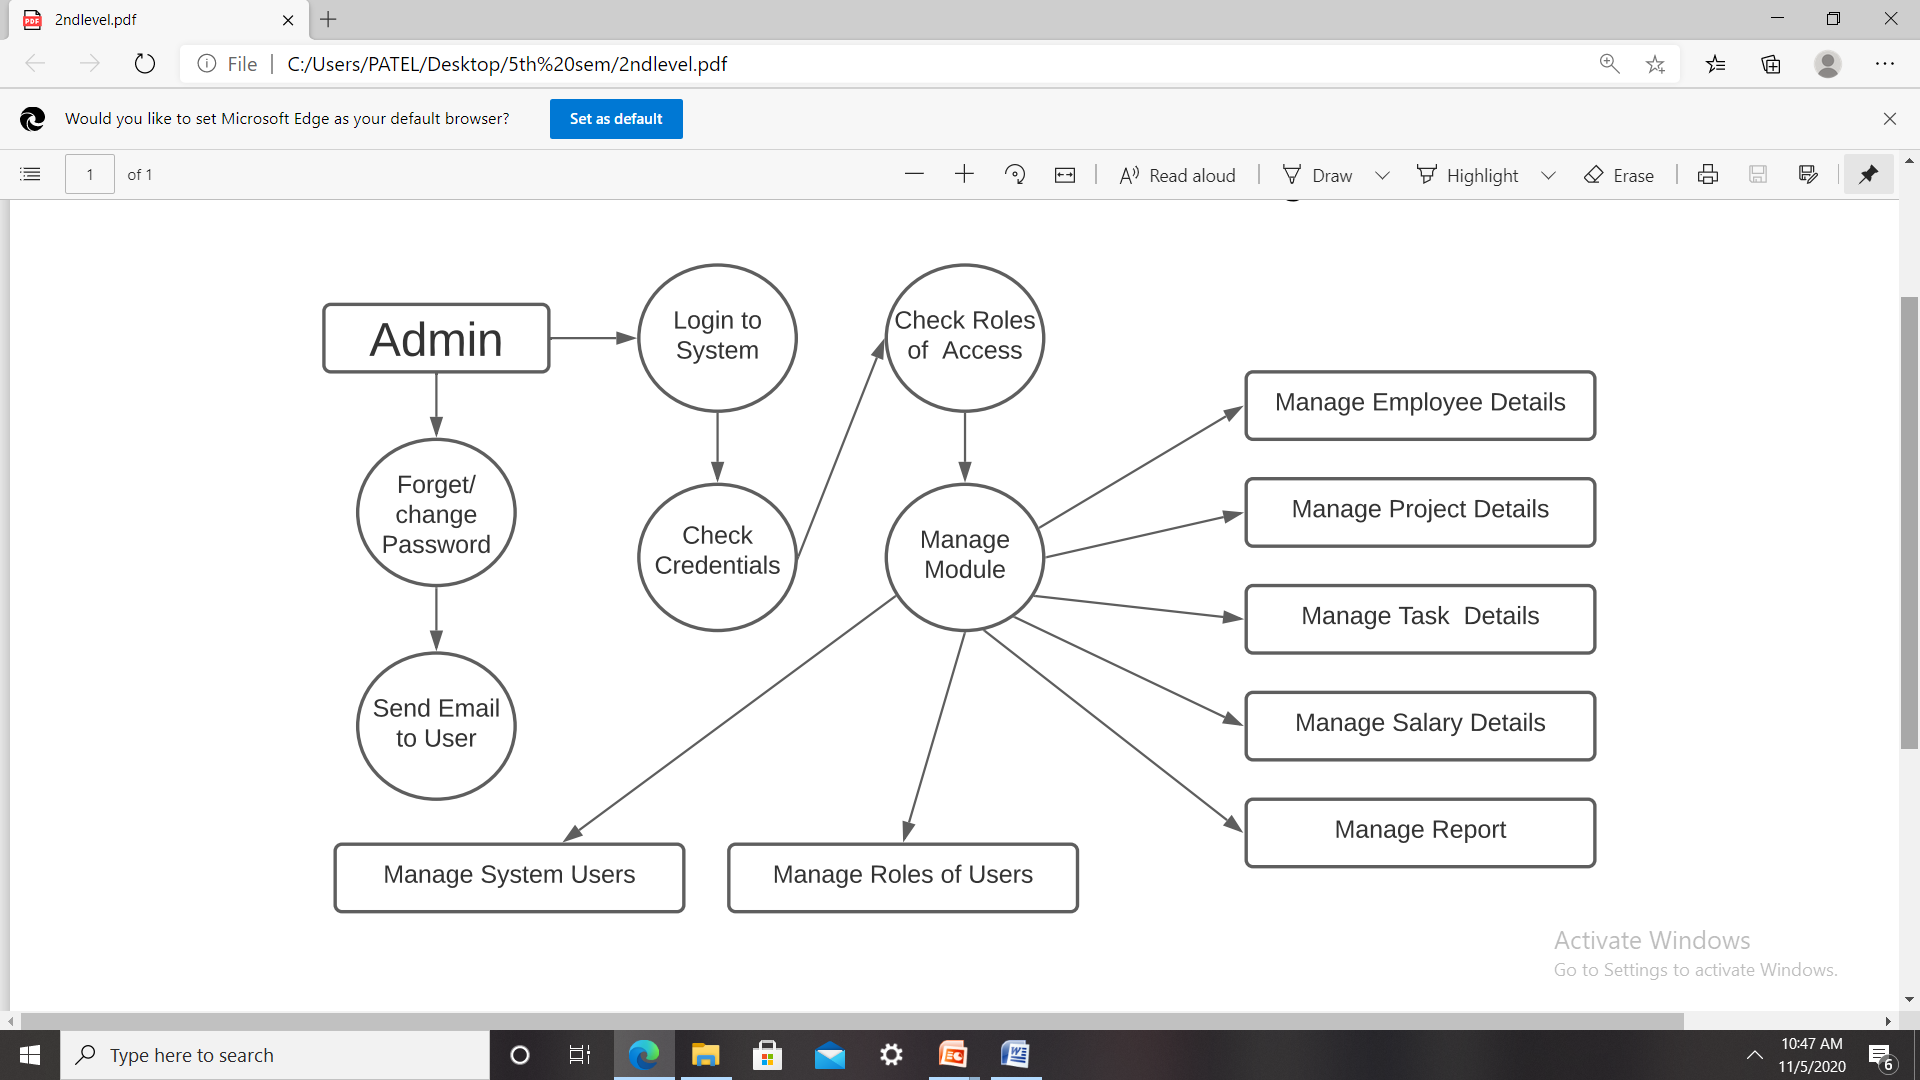 2ndlevel.pdf
File
C:/Users/PATEL/Desktop/5th%20sem/2ndlevel.pdf
Would you like to set Microsoft Edge as your default browser?
Set as default
1
of 1
Read aloud
Draw
Highlight
Erase
Admin
Login to
System
Check Roles
of Access
Forget/
change
Password
Check
Credentials
Manage
Module
Send Email
to User
Manage Employee Details
Manage Project Details
Manage Task Details
Manage Salary Details
Manage Report
Manage System Users
Manage Roles of Users
Activate Windows
Go to Settings to activate Windows.
Type here to search
10:47 AM
11/5/2020
6